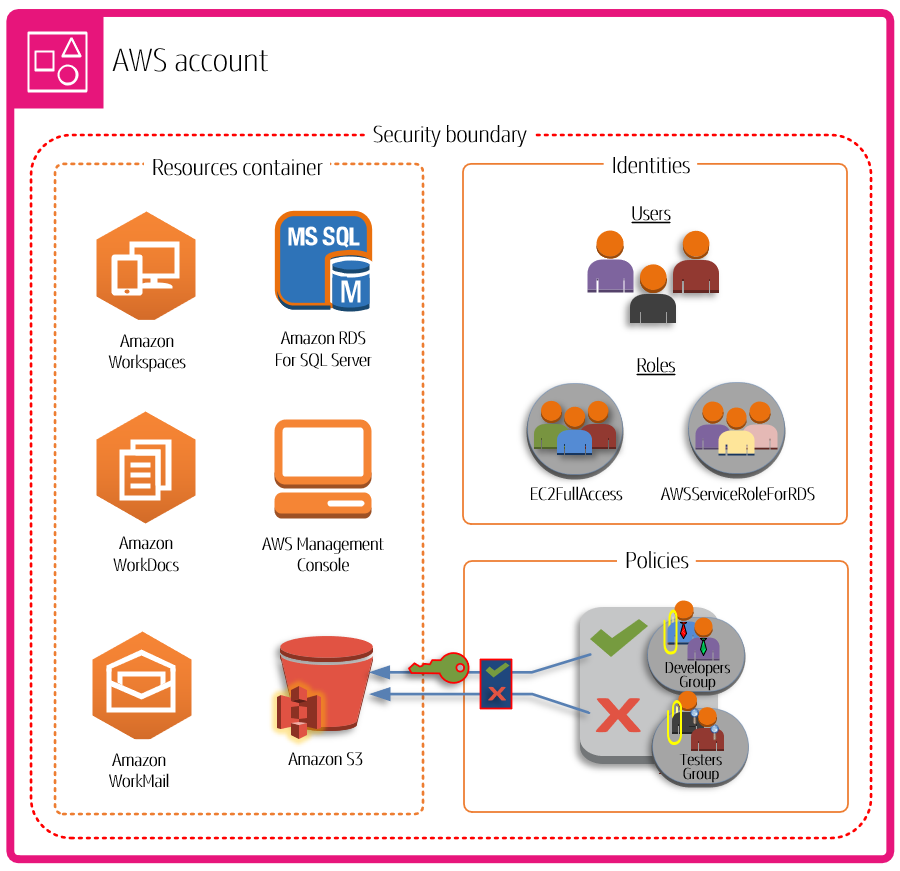 AWS account
Security boundary
Resources container
Amazon
Workspaces
MS SQL
M
Amazon RDS
For SQL Server
Amazon
WorkDocs
AWS Management
Console
Amazon
WorkMail
Amazon S3
Identities
Users
Roles
EC2FullAccess
AWSServiceRoleForRDS
Policies
Developers
Group
Testers
Group